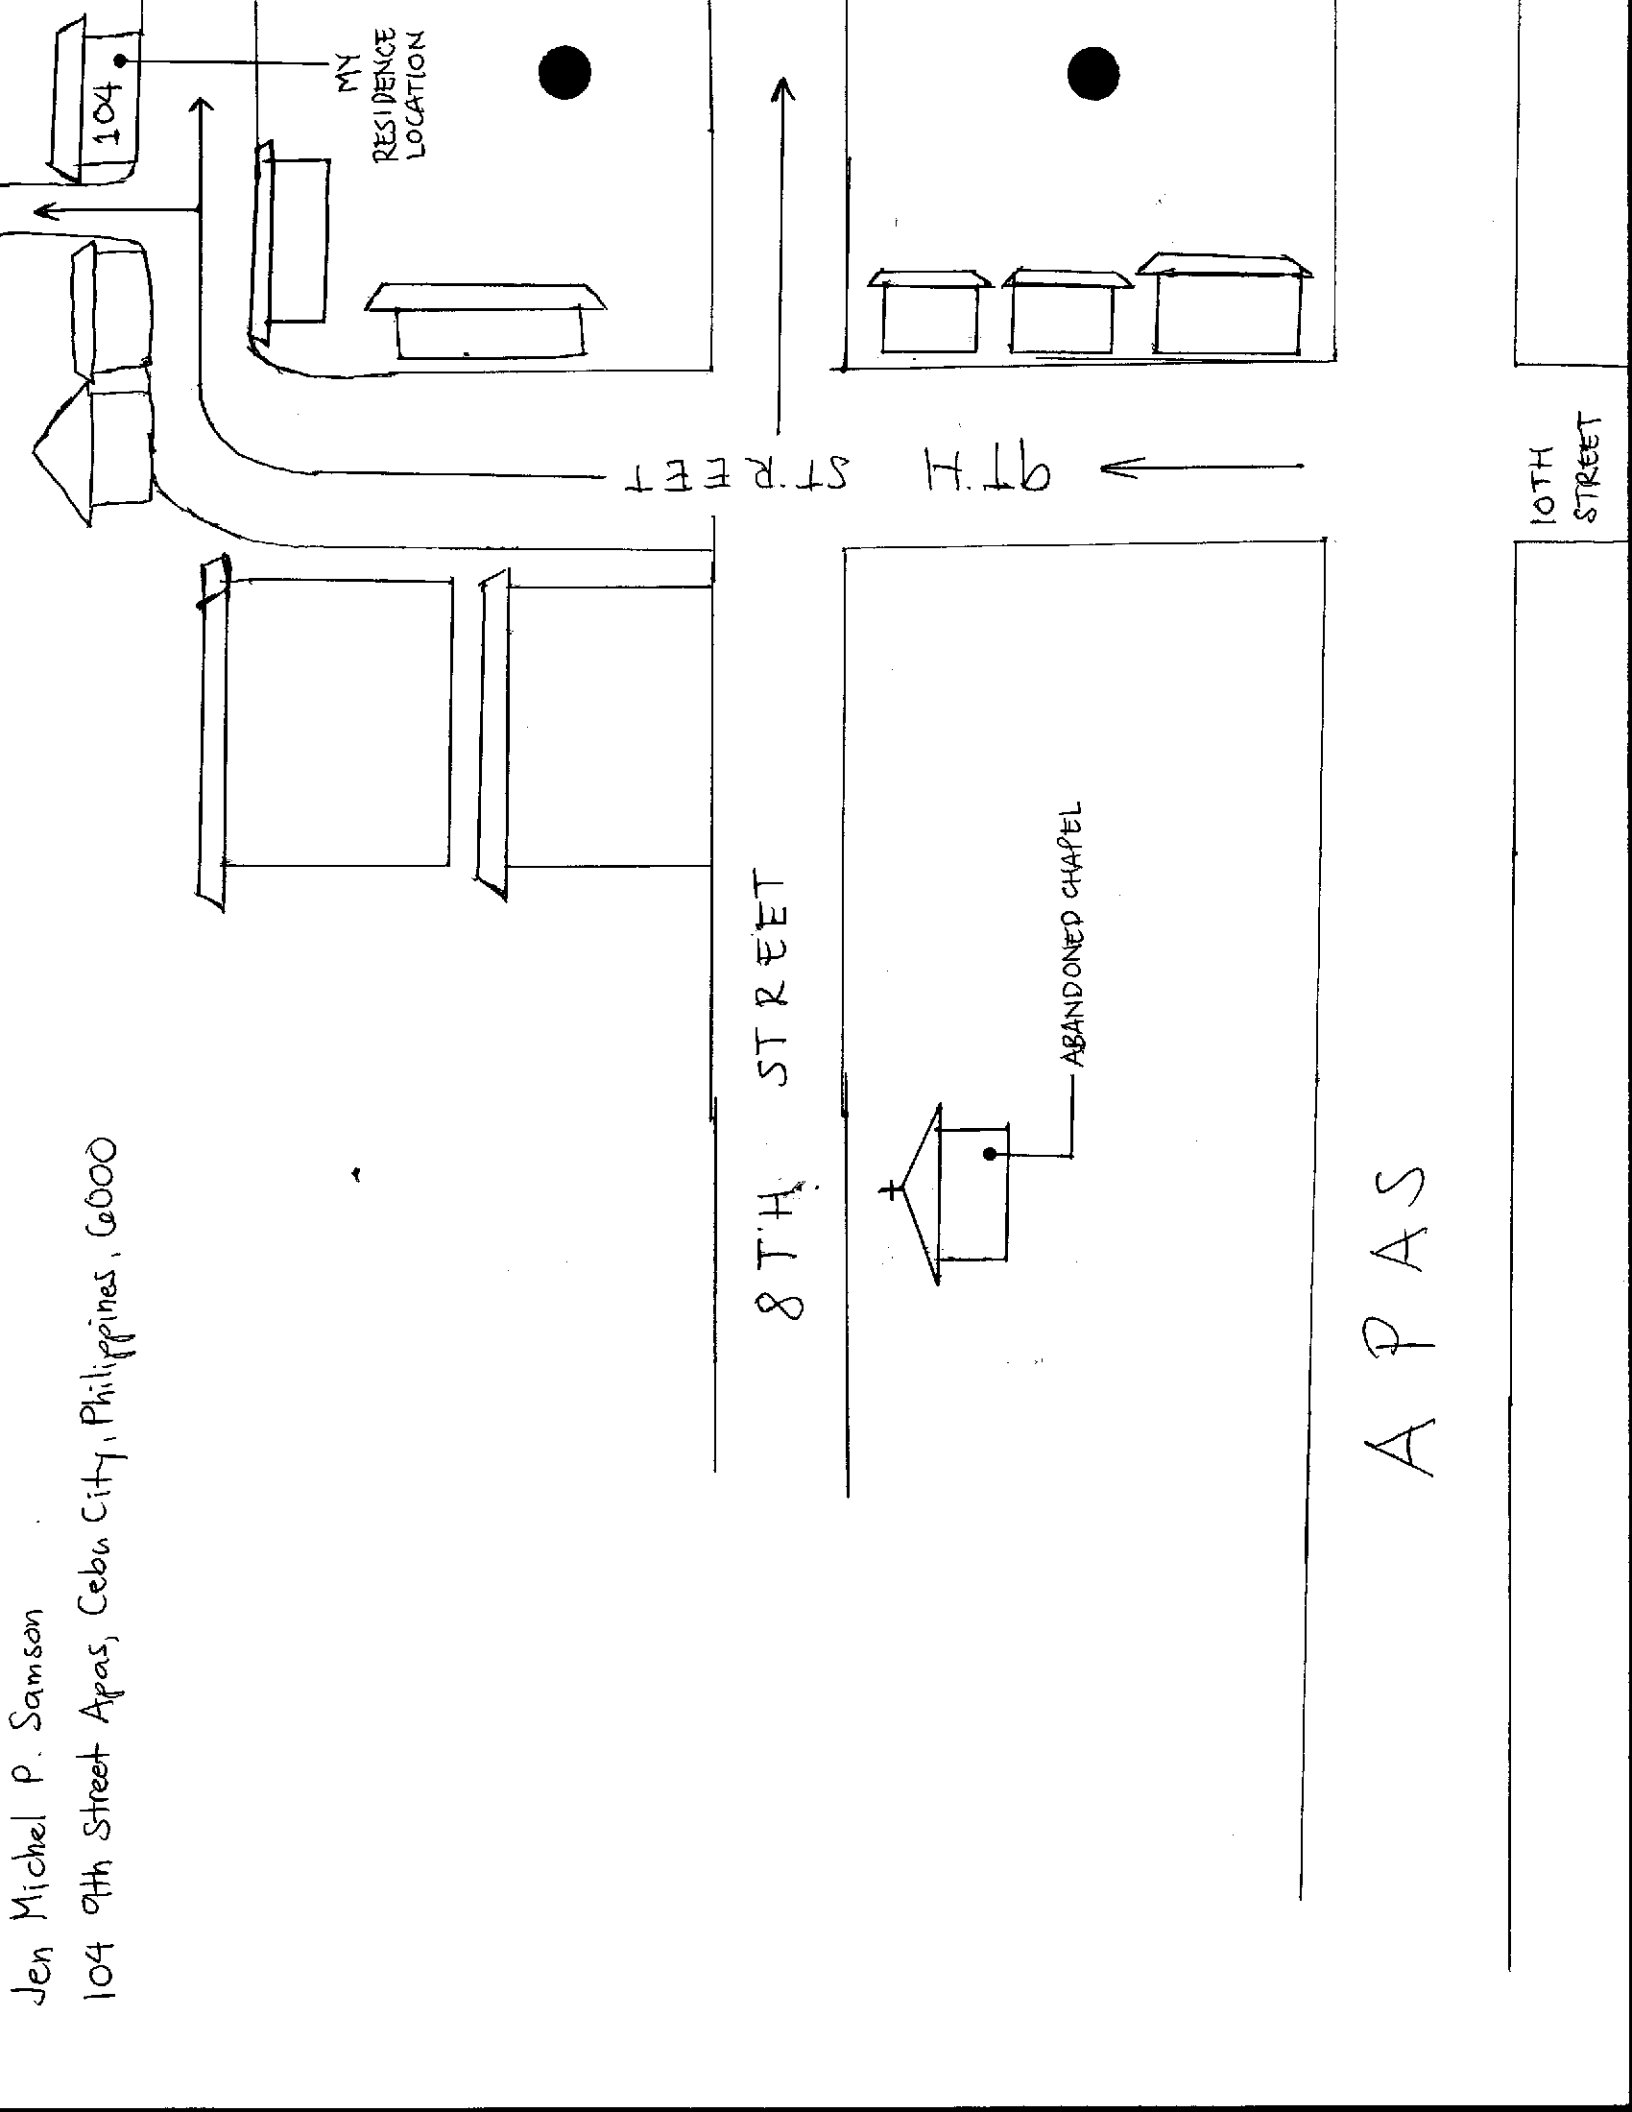 Jen Michel P. Samson
104 9th Street Apas, Cebu City, Philippines, 6000
104
MY
RESIDENCE
LOCATION
9TH STREET
8TH STREET
ABANDONED CHAPEL
APAS
10TH
STREET